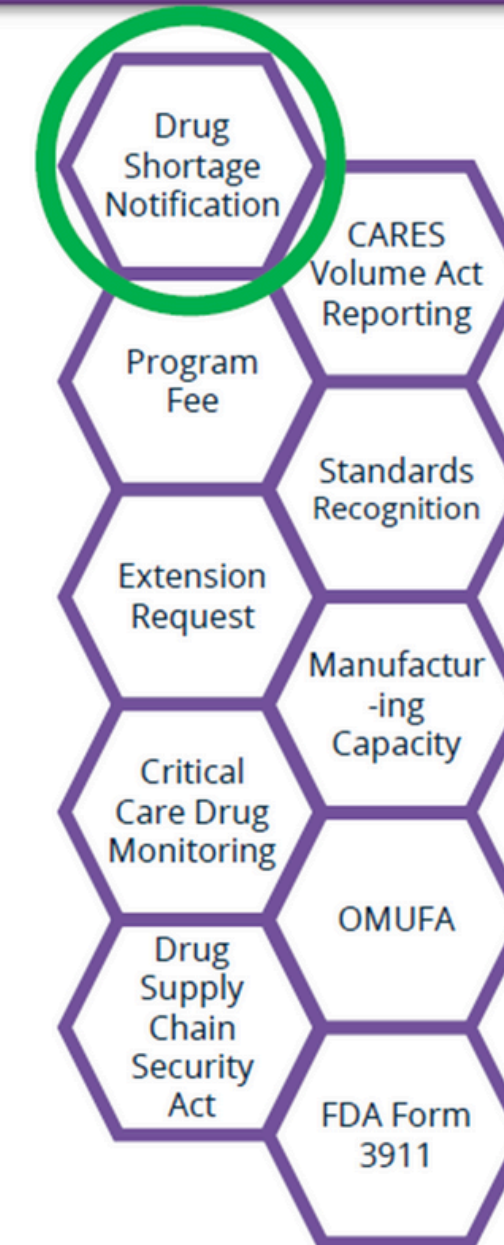 Drug
Shortage
Notification
CARES
Volume Act
Reporting
Program
Fee
Standards
Recognition
Extension
Request
Manufactur
-ing
Capacity
Critical
Care Drug
Monitoring
OMUFA
Drug
Supply
Chain
Security
Act
FDA Form
3911